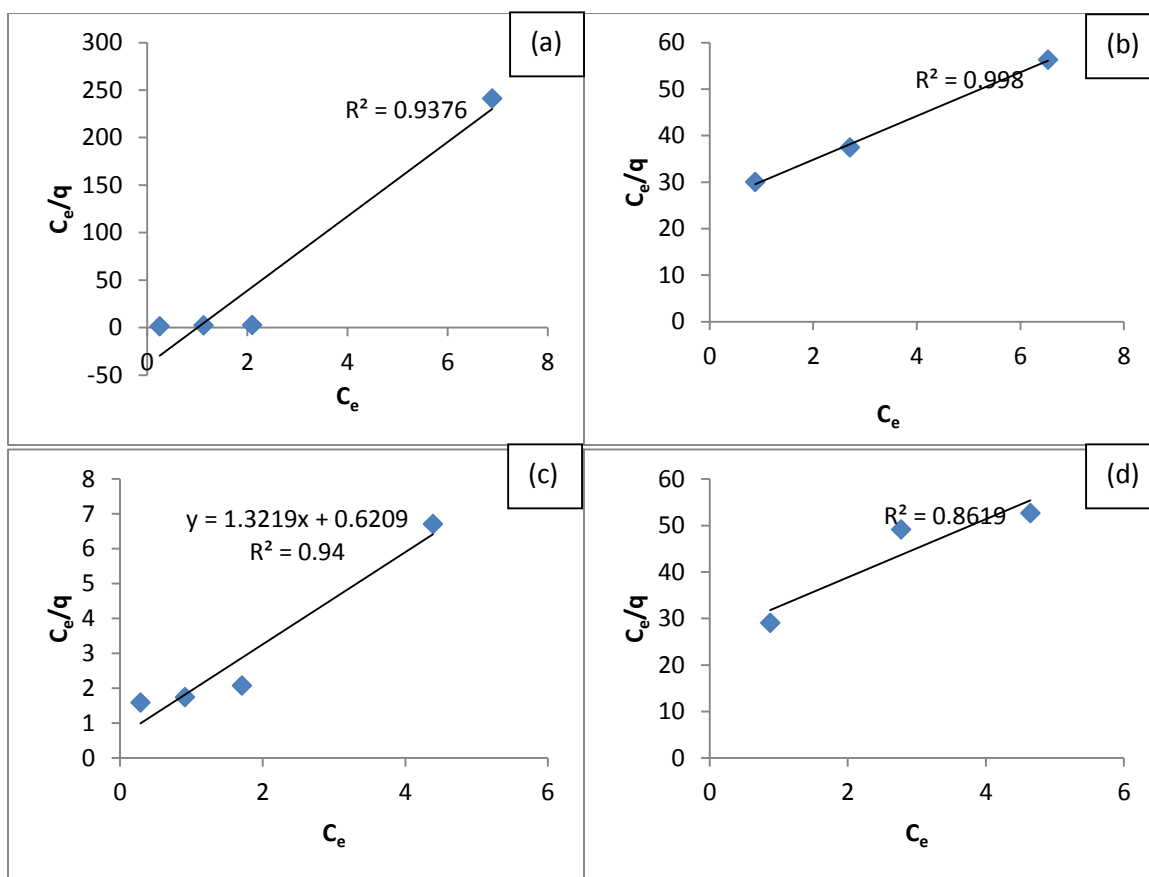 (a)
300
250
200
150
100
50
0
-50
R² = 0.9376
Cₑ/q
0 2 4 6 8
Cₑ
(b)
60
50
40
30
20
10
0
R² = 0.998
Cₑ/q
0 2 4 6 8
Cₑ
(c)
8
7
6
5
4
3
2
1
0
y = 1.3219x + 0.6209
R² = 0.94
Cₑ/q
0 2 4 6
Cₑ
(d)
60
50
40
30
20
10
0
R² = 0.8619
Cₑ/q
0 2 4 6
Cₑ